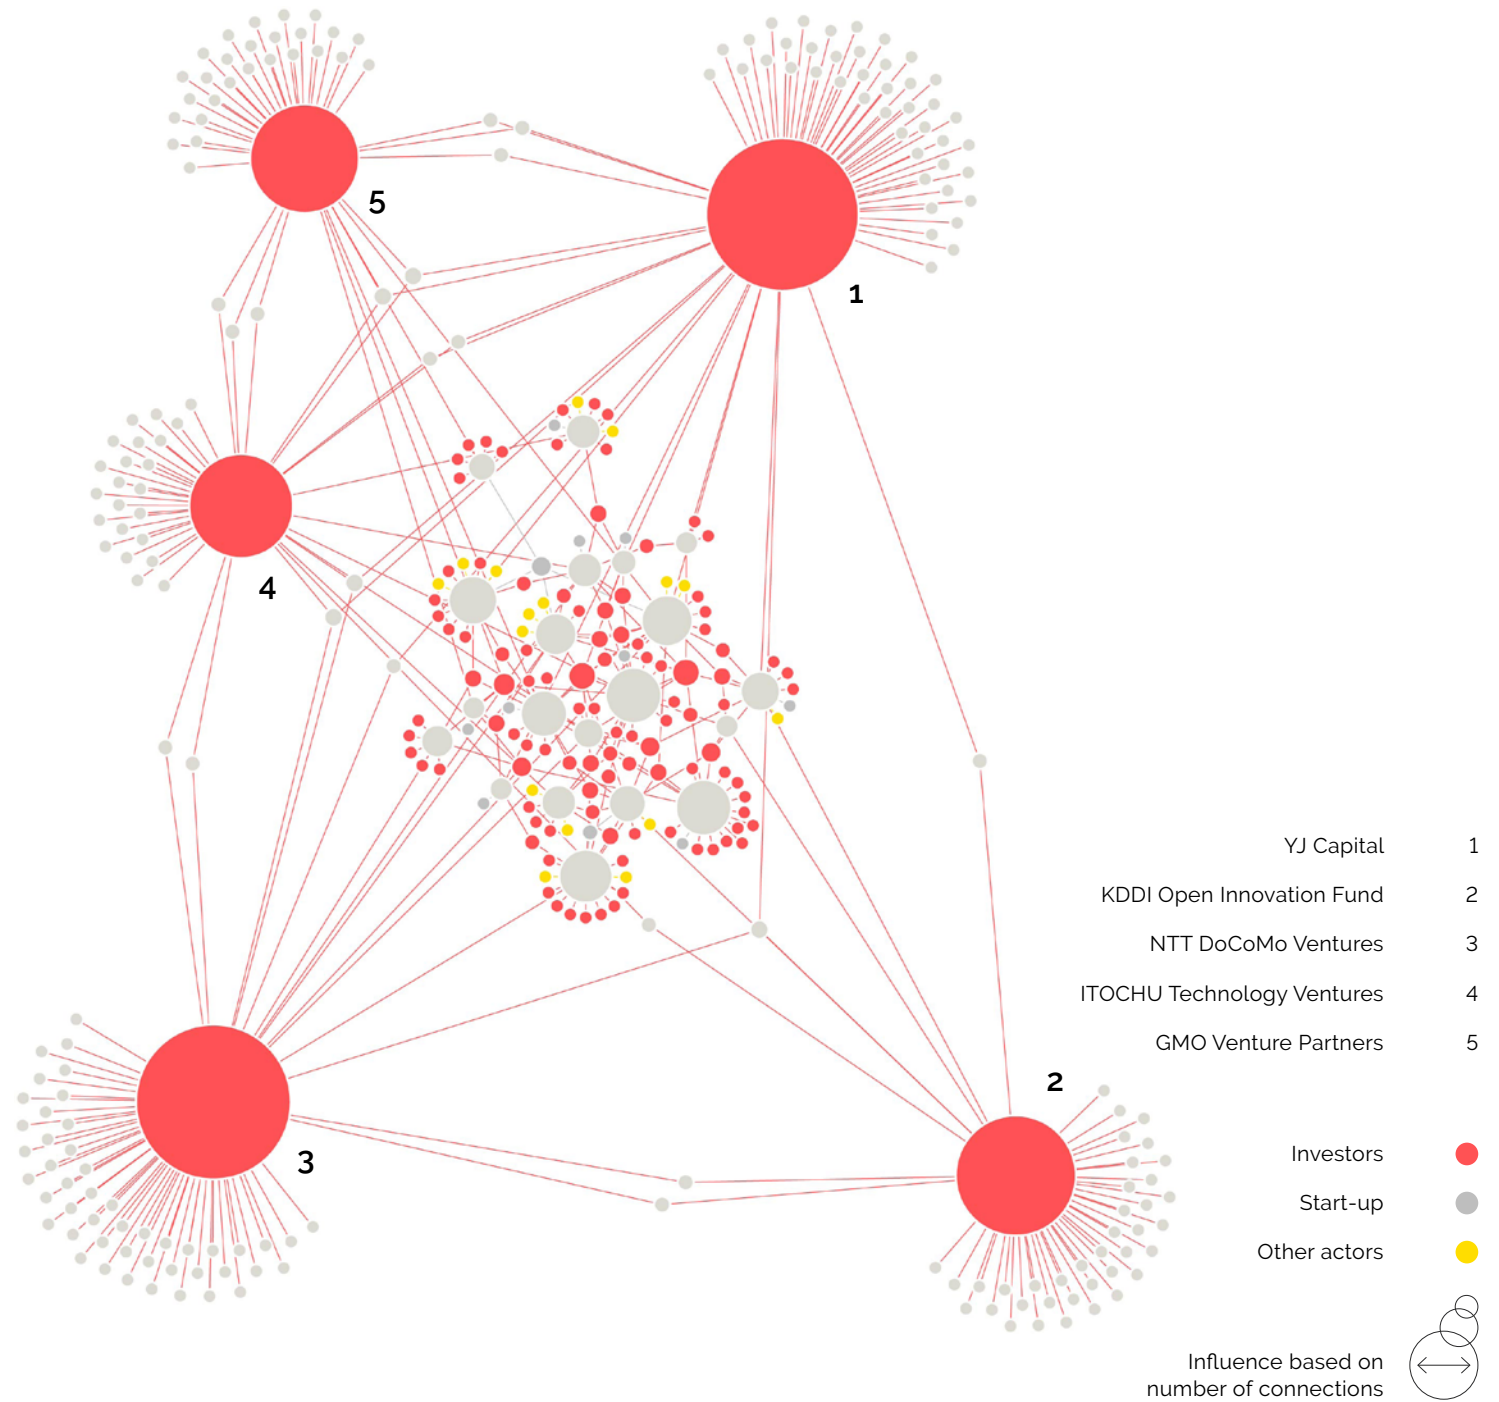 5
1
4
YJ Capital 1
KDDI Open Innovation Fund 2
NTT DoCoMo Ventures 3
ITOCHU Technology Ventures 4
GMO Venture Partners 5
2
3
Investors
Start-up
Other actors
Influence based on
number of connections